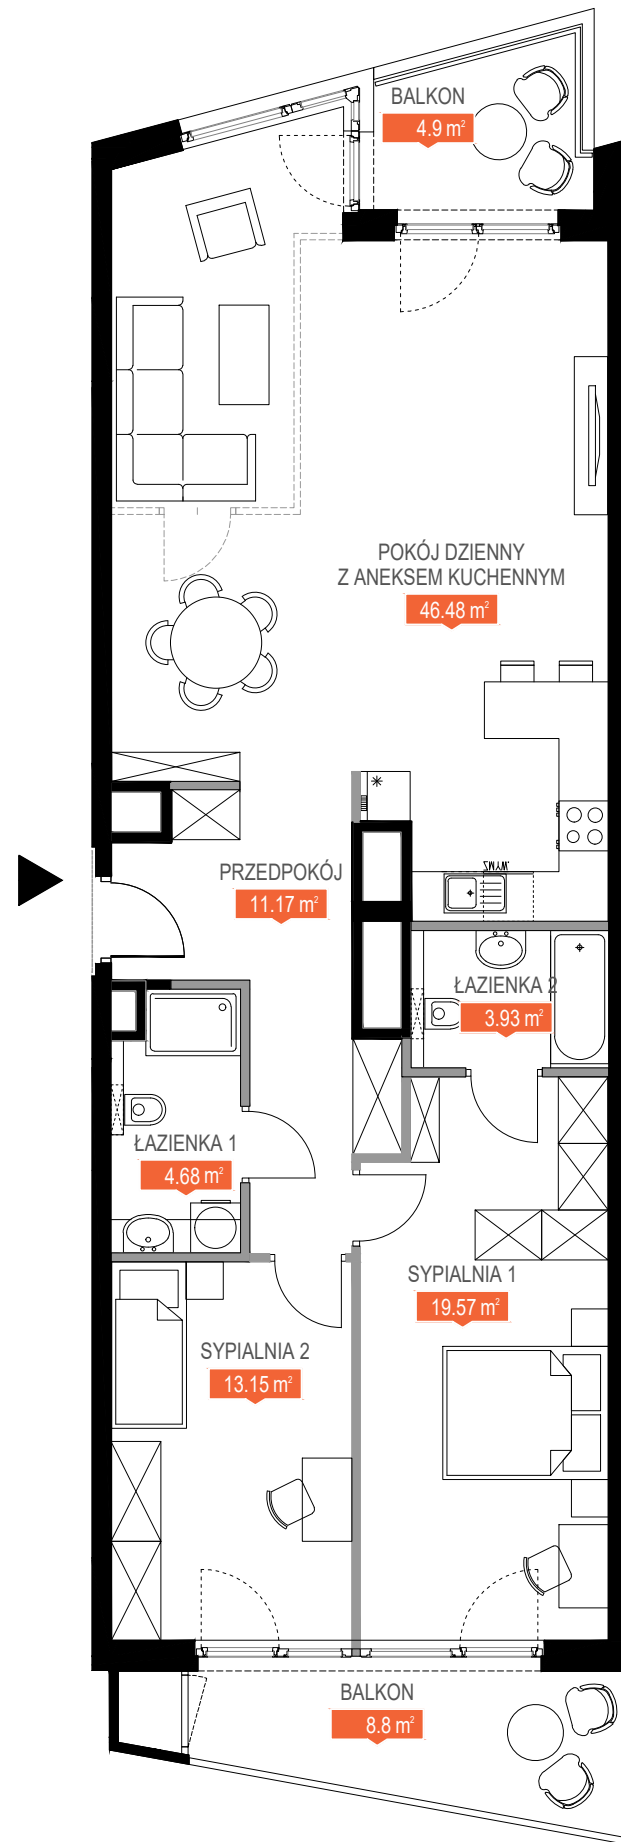 BALKON
4.9 m²
POKÓJ DZIENNY
Z ANEKSEM KUCHENNYM
46.48 m²
WYMZ.
PRZEDPOKÓJ
11.17 m²
ŁAZIENKA 2
3.93 m²
ŁAZIENKA 1
4.68 m²
SYPIALNIA 1
19.57 m²
SYPIALNIA 2
13.15 m²
BALKON
8.8 m²